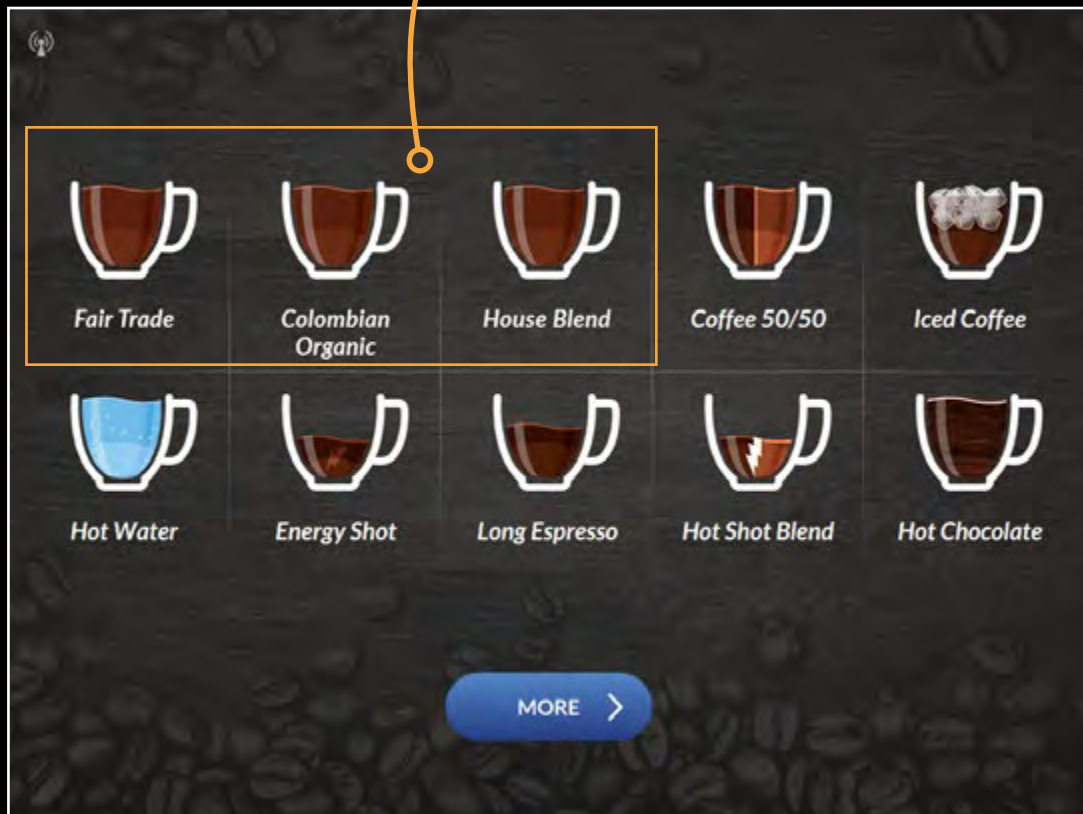 Fair Trade
Colombian
Organic
House Blend
Coffee 50/50
Iced Coffee
Hot Water
Energy Shot
Long Espresso
Hot Shot Blend
Hot Chocolate
MORE